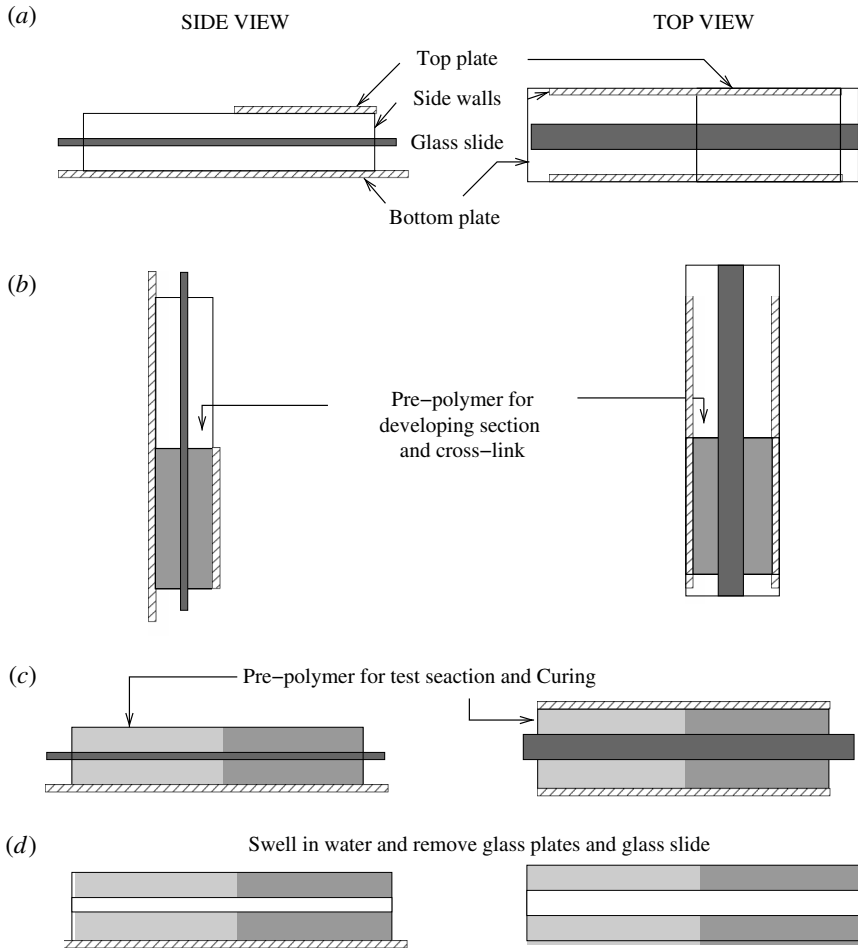 (a)
SIDE VIEW
TOP VIEW
Top plate
Side walls
Glass slide
Bottom plate
(b)
Pre−polymer for
developing section
and cross−link
(c)
Pre−polymer for test seaction and Curing
(d)
Swell in water and remove glass plates and glass slide